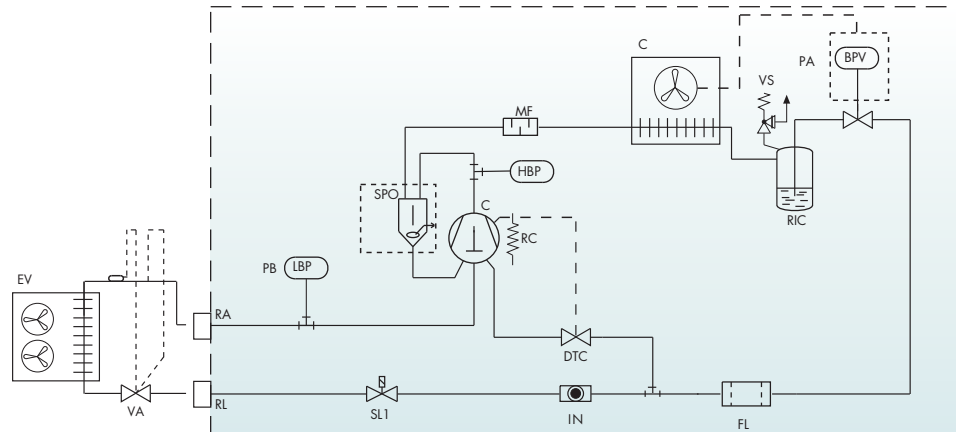 C
PA
BPV
VS
MF
HBP
SPO
C
RC
RIC
PB
LBP
EV
RA
DTC
RL
VA
SL1
IN
FL